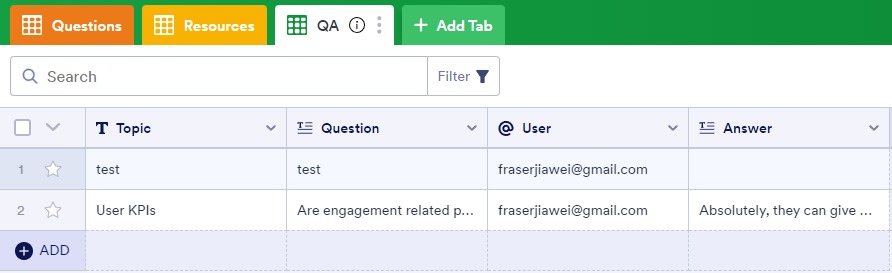 Questions Resources QA Add Tab
Search Filter
Topic Question User Answer
1 test test fraserjiawei@gmail.com
2 User KPIs Are engagement related p... fraserjiawei@gmail.com Absolutely, they can give ...
ADD